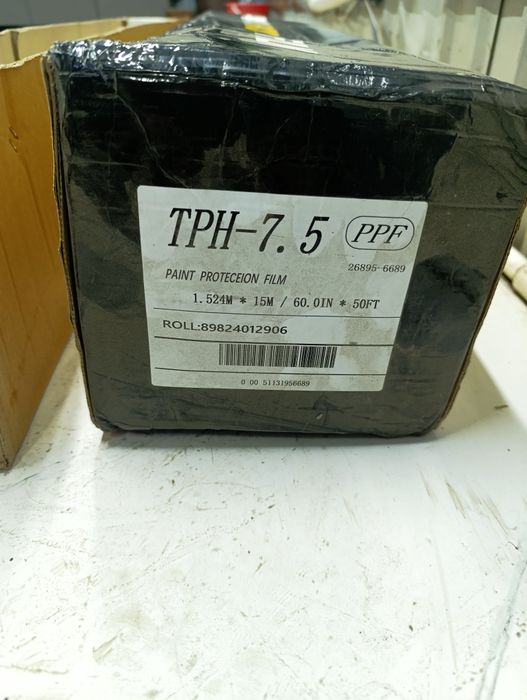 TPH-7.5 PPF
26895-6689
PAINT PROTECEION FILM
1.524M * 15M / 60.0IN * 50FT
ROLL:89824012906
0 00 51131956689